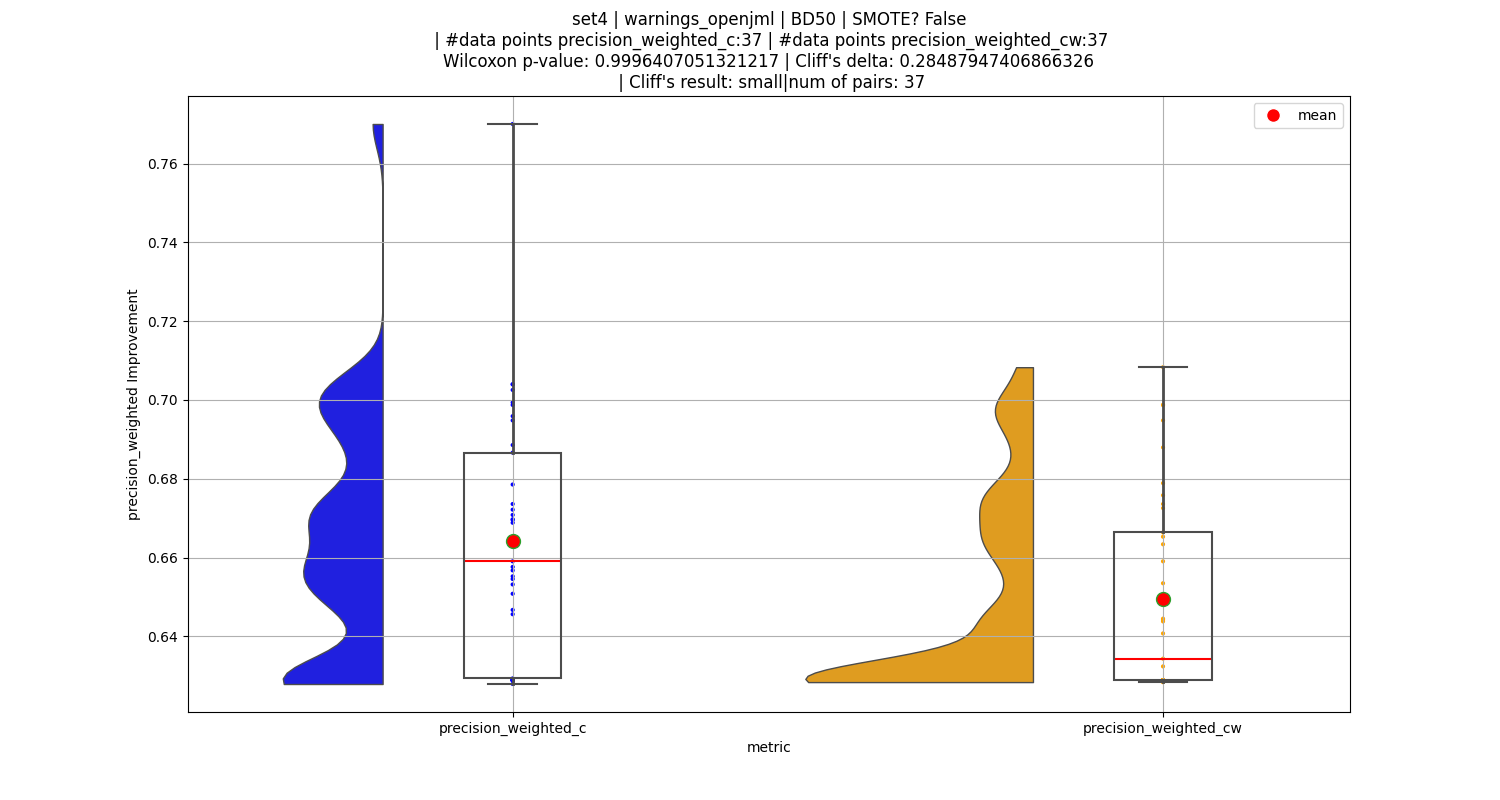 set4 | warnings_openjml | BD50 | SMOTE? False
| #data points precision_weighted_c:37 | #data points precision_weighted_cw:37
Wilcoxon p-value: 0.9996407051321217 | Cliff's delta: 0.28487947406866326
| Cliff's result: small|num of pairs: 37
mean
0.76
0.74
0.72
0.70
0.68
0.66
0.64
precision_weighted Improvement
precision_weighted_c
precision_weighted_cw
metric